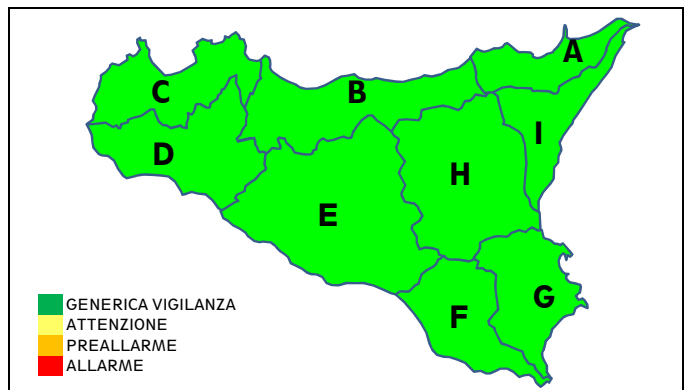 A
C
B
I
D
H
E
G
F
GENERICA VIGILANZA
ATTENZIONE
PREALLARME
ALLARME